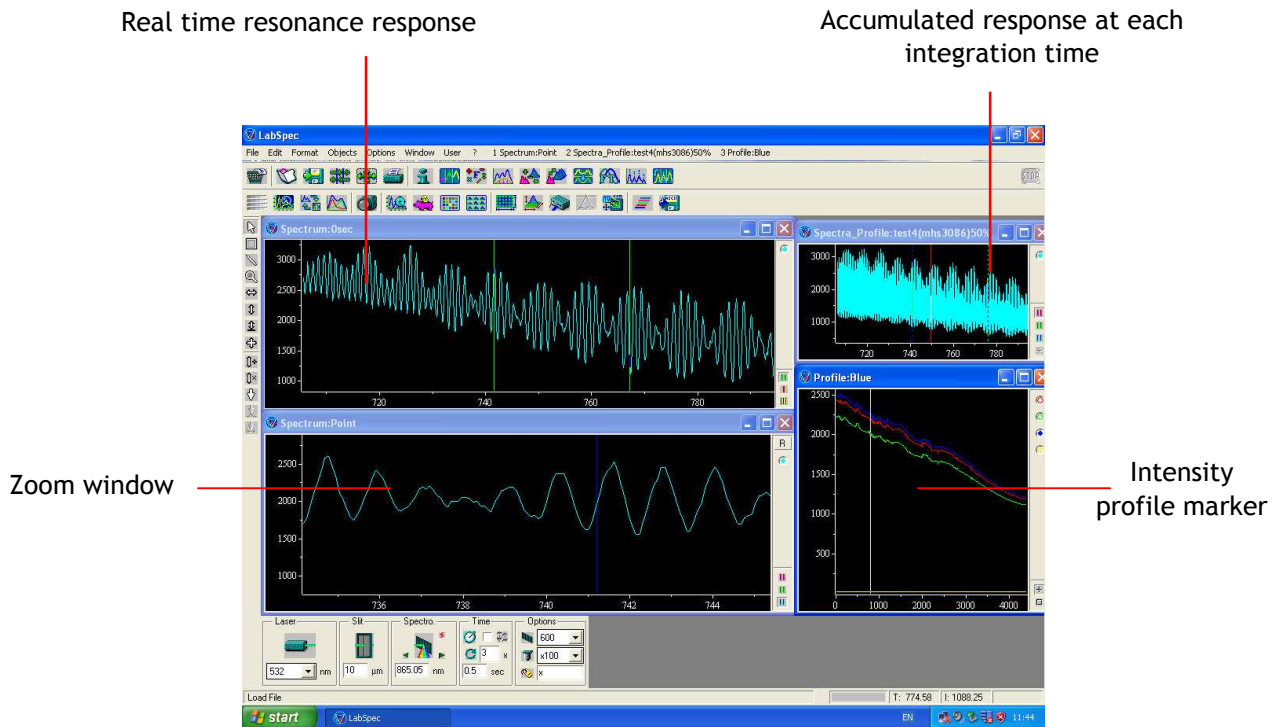 Real time resonance response
Accumulated response at each
integration time
LabSpec
File Edit Format Objects Options Window User ? 1 Spectrum:Point 2 Spectra_Profile:test4(mhs3086)50% 3 Profile:Blue
STOP
Spectrum:0sec
3000
2500
2000
1500
1000
720 740 760 780
Spectra_Profile:test4(mhs3086)50%
3000
2000
1000
720 740 760 780
Spectrum:Point
R
2500
2000
1500
1000
736 738 740 742 744
Profile:Blue
2500
2000
1500
1000
500
0 1000 2000 3000 4000
Zoom window
Intensity
profile marker
Laser Slit Spectro. Time Options
532 nm 10 µm 865.05 nm 3 x 0.5 sec 600 x100 x
Load File
T: 774.58 I: 1088.25
start LabSpec EN 11:44